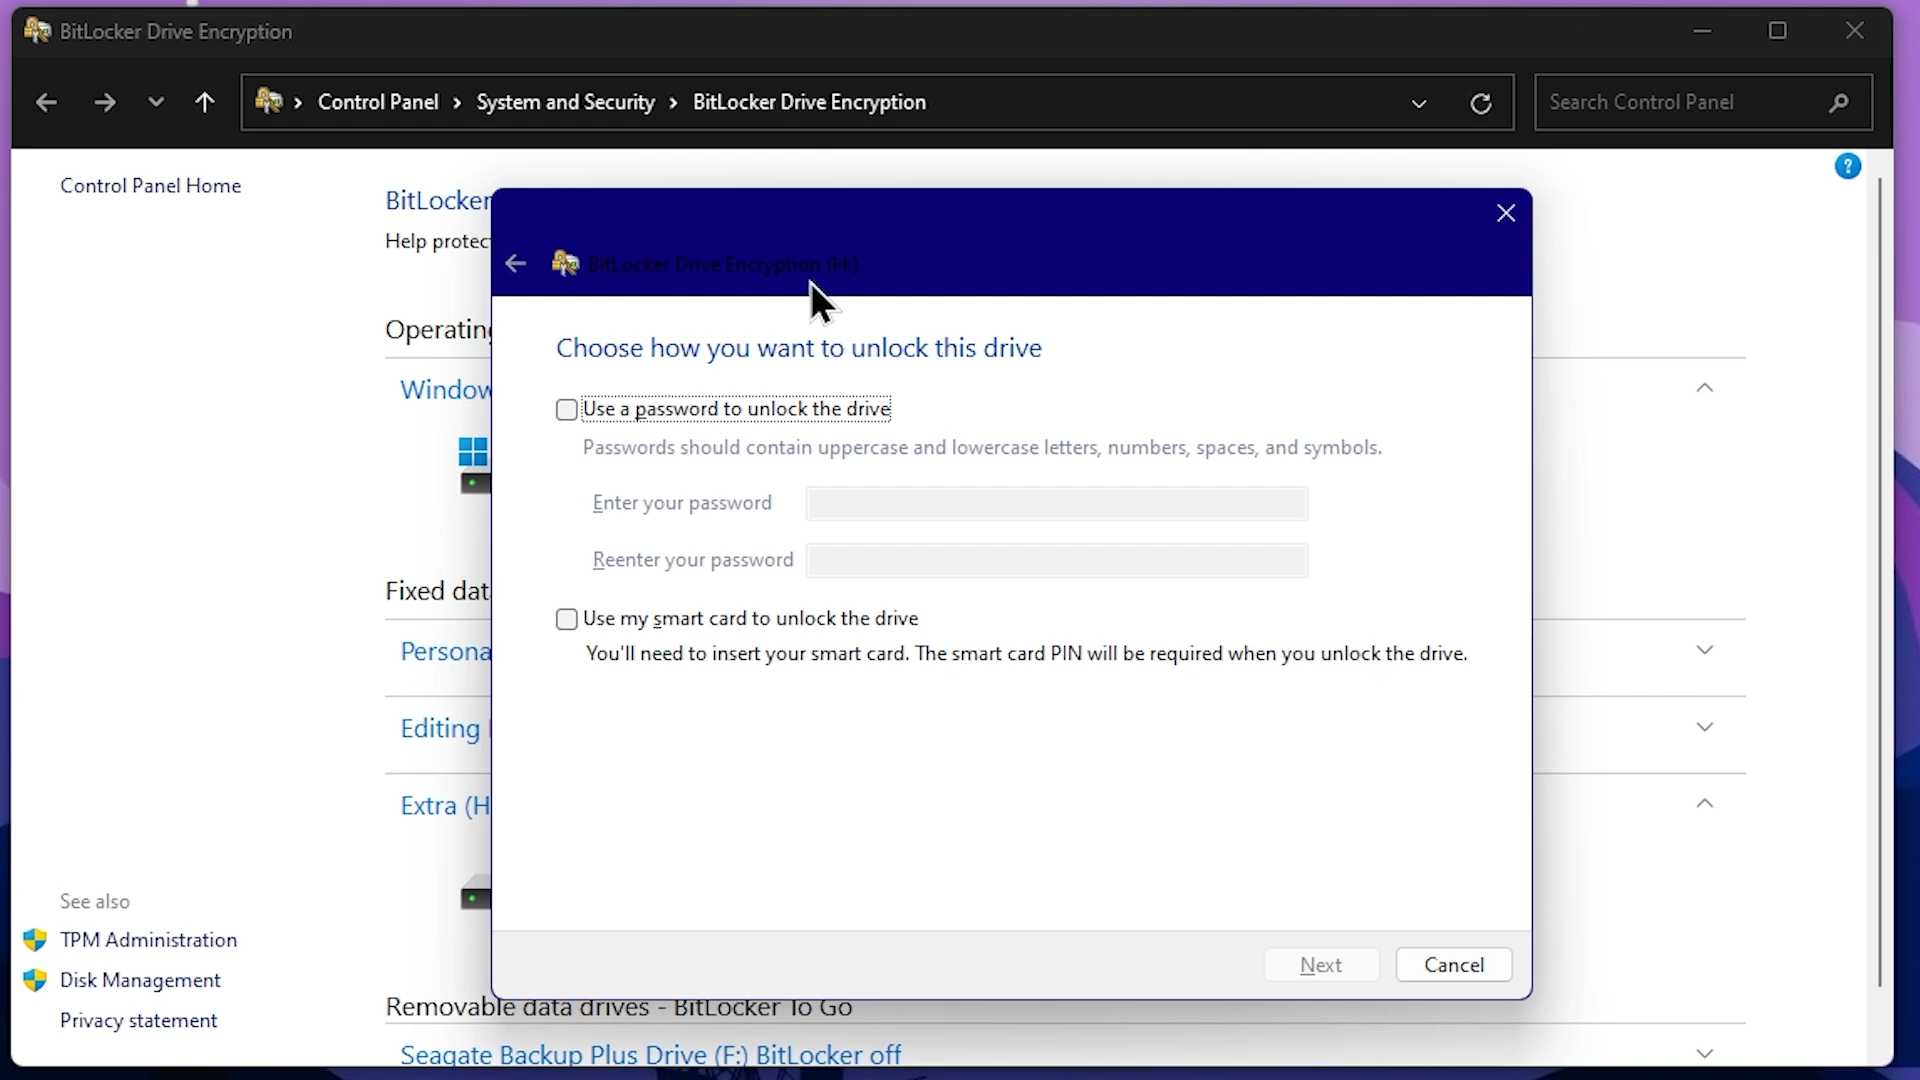 BitLocker Drive Encryption
Control Panel > System and Security > BitLocker Drive Encryption
Search Control Panel
Control Panel Home
?
BitLocker
Help protec
BitLocker Drive Encryption (H:)
Choose how you want to unlock this drive
Use a password to unlock the drive
Passwords should contain uppercase and lowercase letters, numbers, spaces, and symbols.
Enter your password
Reenter your password
Use my smart card to unlock the drive
You'll need to insert your smart card. The smart card PIN will be required when you unlock the drive.
Next
Cancel
Operating
Window
Fixed dat
Persona
Editing
Extra (H
Removable data drives - BitLocker To Go
Seagate Backup Plus Drive (F:) BitLocker off
See also
TPM Administration
Disk Management
Privacy statement